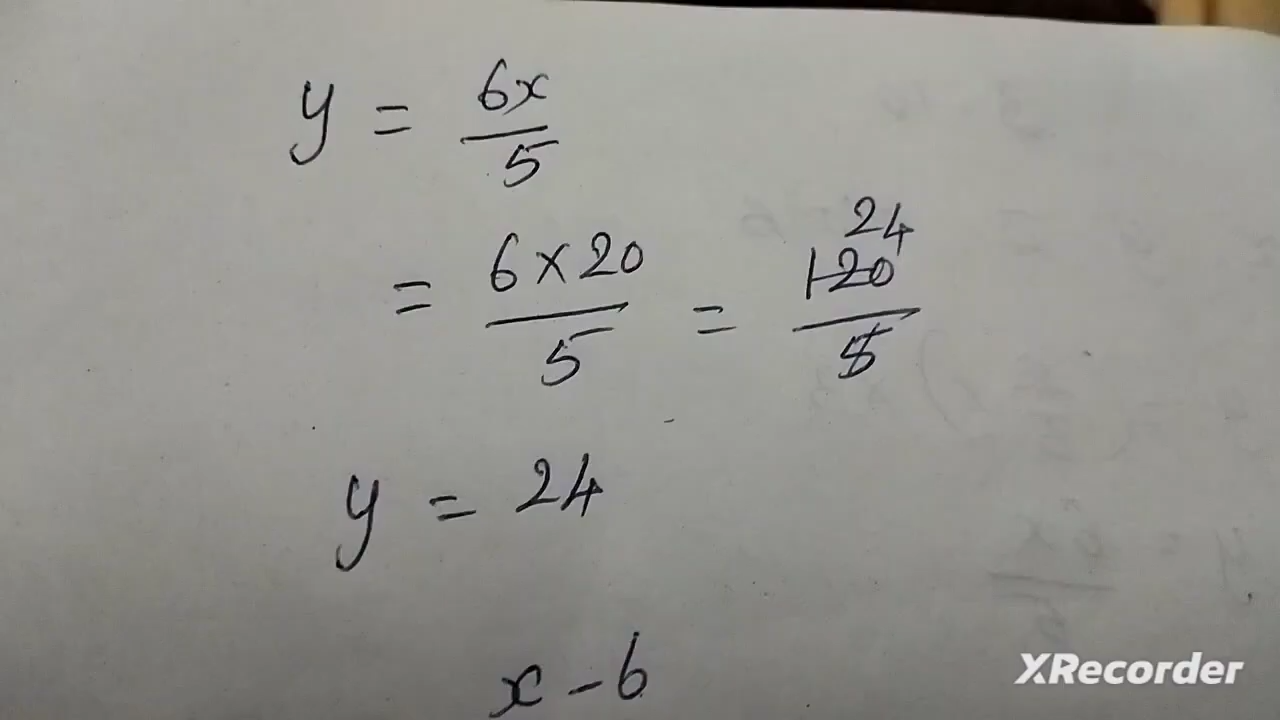 y = 6x/5
= 6×20/5 = 120/5 24
y = 24
x - 6
XRecorder